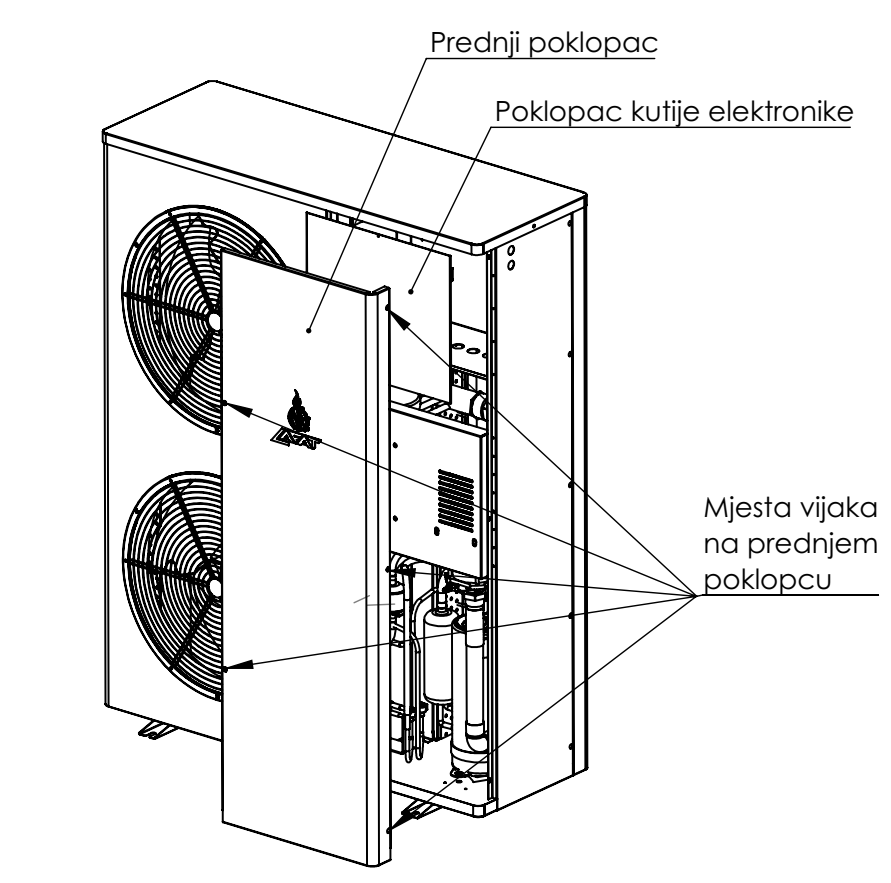 Prednji poklopac
Poklopac kutije elektronike
Mjesta vijaka
na prednjem
poklopcu